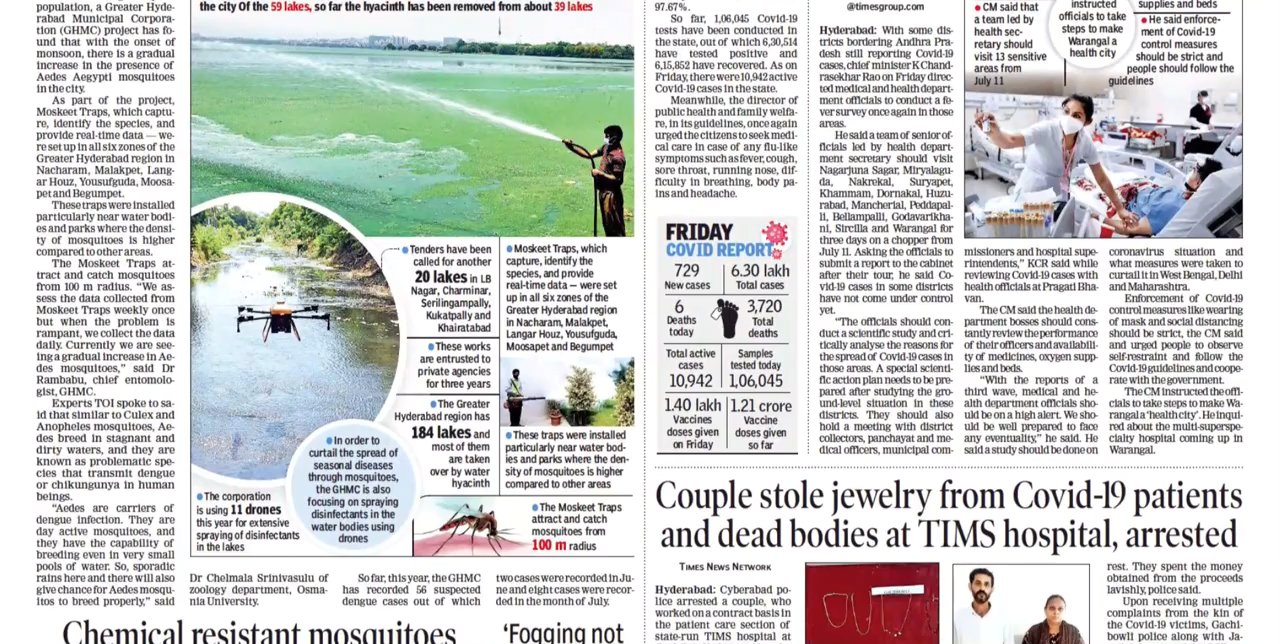 population, a Greater Hyde-
rabad Municipal Corpora-
tion (GHMC) project has fo-
und that with the onset of
monsoon, there is a gradual
increase in the presence of
Aedes Aegypti mosquitoes
in the city.
As part of the project,
Moskeet Traps, which captu-
re, identify the species, and
provide real-time data — we-
re set up in all six zones of the
Greater Hyderabad region in
Nacharam, Malakpet, Lang-
ar Houz, Yousufguda, Moosa-
pet and Begumpet.
These traps were installed
particularly near water bodi-
es and parks where the densi-
ty of mosquitoes is higher
compared to other areas.
The Moskeet Traps at-
tract and catch mosquitoes
from 100 m radius. “We as-
sess the data collected from
Moskeet Traps weekly once
but when the problem is
rampant, we collect the data
daily. Currently we are see-
ing a gradual increase in Ae-
des mosquitoes,” said Dr
Rambabu, chief entomolo-
gist, GHMC.
Experts TOI spoke to sa-
id that similar to Culex and
Anopheles mosquitoes, Ae-
des breed in stagnant and
dirty waters, and they are
known as problematic spe-
cies that transmit dengue
or chikungunya in human
beings.
“Aedes are carriers of
dengue infection. They are
day active mosquitoes, and
they have the capability of
breeding even in very small
pools of water. So, sporadic
rains here and there will also
give chance for Aedes mosqu-
itos to breed properly,” said
the city Of the 59 lakes, so far the hyacinth has been removed from about 39 lakes
Tenders have been
called for another
20 lakes in LB
Nagar, Charminar,
Serilingampally,
Kukatpally and
Khairatabad
These works
are entrusted to
private agencies
for three years
The Greater
Hyderabad region has
184 lakes and
most of them
are taken
over by water
hyacinth
Moskeet Traps, which
capture, identify the
species, and provide
real-time data – were set
up in all six zones of the
Greater Hyderabad region
in Nacharam, Malakpet,
Langar Houz, Yousufguda,
Moosapet and Begumpet
These traps were installed
particularly near water bod-
ies and parks where the den-
sity of mosquitoes is higher
compared to other areas
In order to
curtail the spread of
seasonal diseases
through mosquitoes,
the GHMC is also
focusing on spraying
disinfectants in the
water bodies using
drones
The corporation
is using 11 drones
this year for extensive
spraying of disinfectants
in the lakes
The Moskeet Traps
attract and catch
mosquitoes from
100 m radius
Dr Chelmala Srinivasulu of
zoology department, Osma-
nia University.
So far, this year, the GHMC
has recorded 56 suspected
dengue cases out of which
two cases were recorded in Ju-
ne and eight cases were recor-
ded in the month of July.
Chemical resistant mosquitoes
‘Fogging not
97.67%.
So far, 1,06,045 Covid-19
tests have been conducted in
the state, out of which 6,30,514
have tested positive and
6,15,852 have recovered. As on
Friday, there were 10,942 active
Covid-19 cases in the state.
Meanwhile, the director of
public health and family welfa-
re, in its guidelines, once again
urged the citizens to seek medi-
cal care in case of any flu-like
symptoms such as fever, cough,
sore throat, running nose, dif-
ficulty in breathing, body pa-
ins and headache.
FRIDAY
COVID REPORT
729
New cases
6.30 lakh
Total cases
6
Deaths
today
3,720
Total
deaths
Total active
cases
10,942
Samples
tested today
1,06,045
1.40 lakh
Vaccines
doses given
on Friday
1.21 crore
Vaccine
doses given
so far
@timesgroup.com
Hyderabad: With some dis-
tricts bordering Andhra Pra-
desh still reporting Covid-19
cases, chief minister K Chand-
rasekhar Rao on Friday direc-
ted medical and health depart-
ment officials to conduct a fe-
ver survey once again in those
areas.
He said a team of senior of-
ficials led by health depart-
ment secretary should visit
Nagarjuna Sagar, Miryalagu-
da, Nakrekal, Suryapet,
Khammam, Dornakal, Huzu-
rabad, Mancherial, Peddapal-
li, Bellampalli, Godavarikha-
ni, Sircilla and Warangal for
three days on a chopper from
July 11. Asking the officials to
submit a report to the cabinet
after their tour, he said Co-
vid-19 cases in some districts
have not come under control
yet.
“The officials should con-
duct a scientific study and cri-
tically analyse the reasons for
the spread of Covid-19 cases in
those areas. A special scienti-
fic action plan needs to be pre-
pared after studying the gro-
und-level situation in these
districts. They should also
hold a meeting with district
collectors, panchayat and me-
dical officers, municipal com-
CM said that
a team led by
health sec-
retary should
visit 13 sensitive
areas from
July 11
instructed
officials to take
steps to make
Warangal a
health city
supplies and beds
He said enforce-
ment of Covid-19
control measures
should be strict and
people should follow the
guidelines
missioners and hospital supe-
rintendents,” KCR said while
reviewing Covid-19 cases with
health officials at Pragati Bha-
van.
The CM said the health de-
partment bosses should cons-
tantly review the performance
of their officers and availabili-
ty of medicines, oxygen supp-
lies and beds.
“With the reports of a
third wave, medical and he-
alth department officials sho-
uld be on a high alert. We sho-
uld be well prepared to face
any eventuality,” he said. He
said a study should be done on
coronavirus situation and
what measures were taken to
curtail it in West Bengal, Delhi
and Maharashtra.
Enforcement of Covid-19
control measures like wearing
of mask and social distancing
should be strict, the CM said
and urged people to observe
self-restraint and follow the
Covid-19 guidelines and coope-
rate with the government.
The CM instructed the offi-
cials to take steps to make Wa-
rangal a ‘health city’. He inqui-
red about the multi-superspe-
cialty hospital coming up in
Warangal.
Couple stole jewelry from Covid-19 patients
and dead bodies at TIMS hospital, arrested
TIMES NEWS NETWORK
Hyderabad: Cyberabad po-
lice arrested a couple, who
worked on a contract basis in
the patient care section of
state-run TIMS hospital at
rest. They spent the money
obtained from the proceeds
lavishly, police said.
Upon receiving multiple
complaints from the kin of
the Covid-19 victims, Gachi-
bowli police along with Ja-